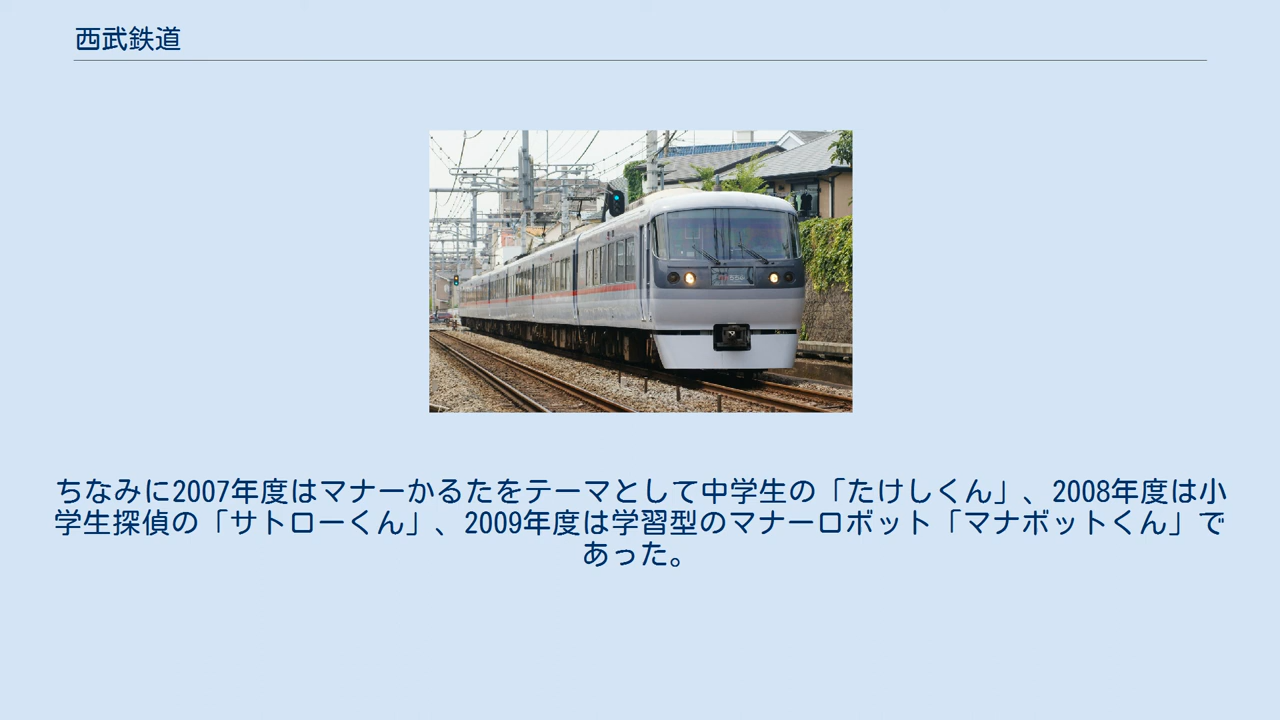 西武鉄道
ちなみに2007年度はマナーかるたをテーマとして中学生の「たけしくん」、2008年度は小
学生探偵の「サトローくん」、2009年度は学習型のマナーロボット「マナボットくん」で
あった。